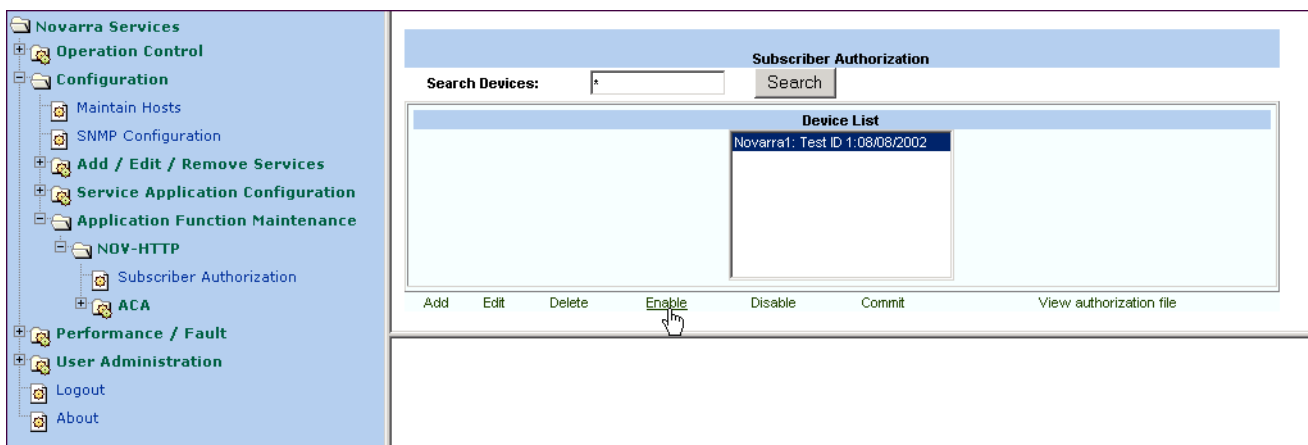 Novarra Services
Operation Control
Configuration
Maintain Hosts
SNMP Configuration
Add / Edit / Remove Services
Service Application Configuration
Application Function Maintenance
NOV-HTTP
Subscriber Authorization
ACA
Performance / Fault
User Administration
Logout
About
Subscriber Authorization
Search Devices: * Search
Device List
Novarra1: Test ID 1:08/08/2002
Add Edit Delete Enable Disable Commit View authorization file